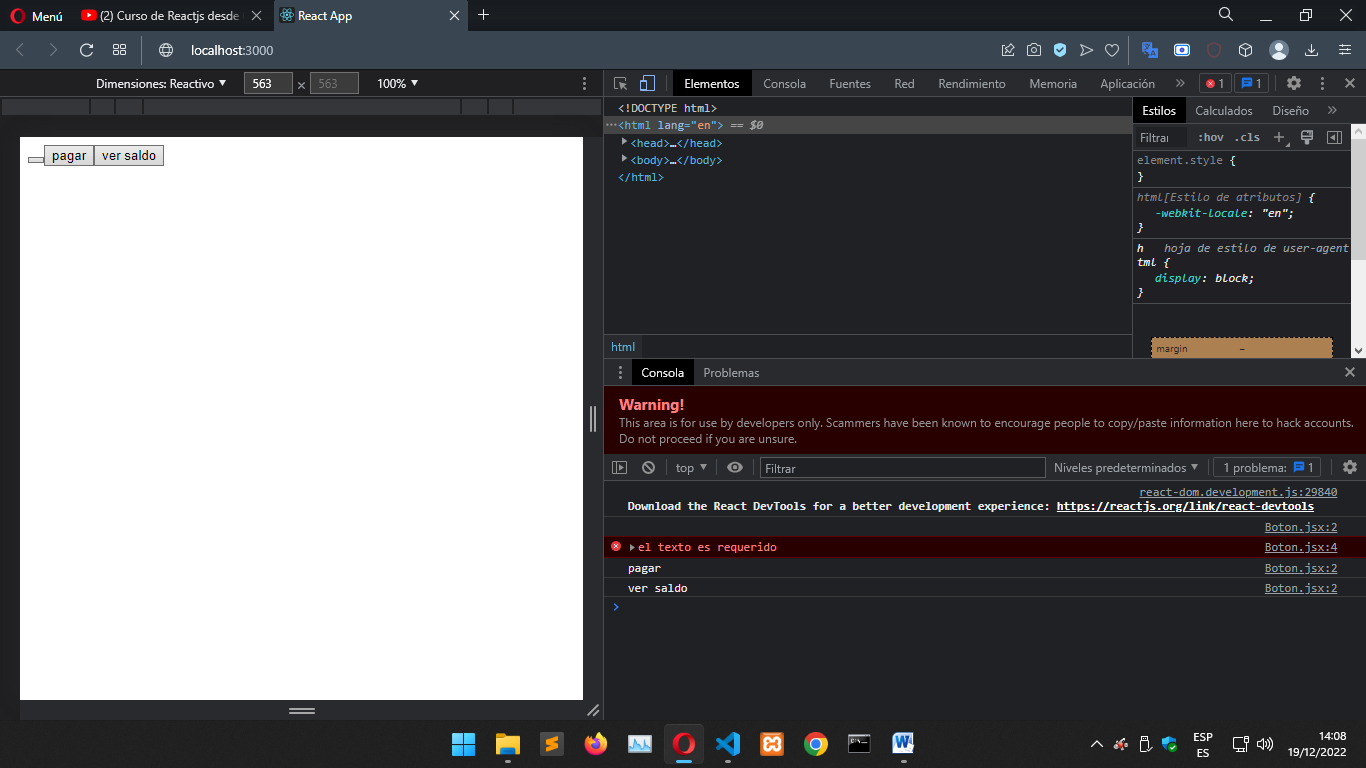 Menú
(2) Curso de Reactjs desde
React App
localhost:3000
Dimensiones: Reactivo
563
×
563
100%
Elementos
Consola
Fuentes
Red
Rendimiento
Memoria
Aplicación
»
1
1
<!DOCTYPE html>
<html lang="en"> == $0
<head>…</head>
<body>…</body>
</html>
html
Estilos
Calculados
Diseño
»
Filtrar
:hov
.cls
element.style {
}
html[Estilo de atributos] {
-webkit-locale: "en";
}
h hoja de estilo de user-agent
tml {
display: block;
}
margin
–
pagar
ver saldo
Consola
Problemas
Warning!
This area is for use by developers only. Scammers have been known to encourage people to copy/paste information here to hack accounts.
Do not proceed if you are unsure.
top
Filtrar
Niveles predeterminados
1 problema: 1
react-dom.development.js:29840
Download the React DevTools for a better development experience: https://reactjs.org/link/react-devtools
Boton.jsx:2
el texto es requerido Boton.jsx:4
pagar Boton.jsx:2
ver saldo Boton.jsx:2
ESP
ES
14:08
19/12/2022